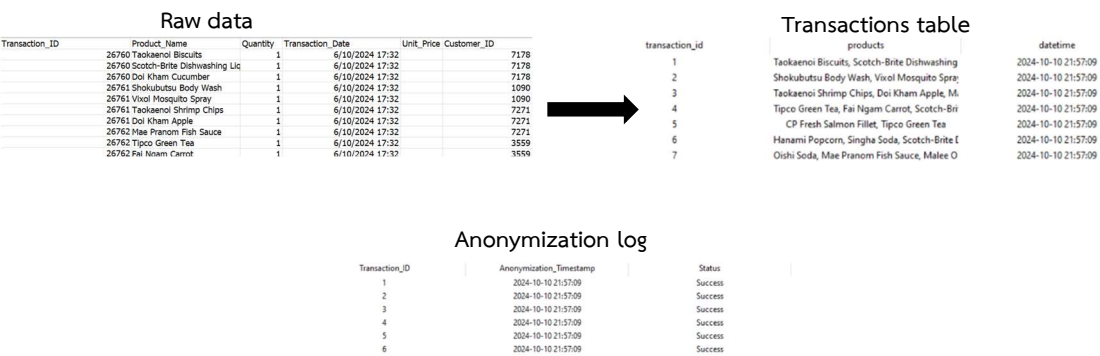 Raw data
Transaction_ID Product_Name Quantity Transaction_Date Unit_Price Customer_ID
26760 Taokaenoi Biscuits 1 6/10/2024 17:32 7178
26760 Scotch-Brite Dishwashing Liq 1 6/10/2024 17:32 7178
26760 Doi Kham Cucumber 1 6/10/2024 17:32 7178
26761 Shokubutsu Body Wash 1 6/10/2024 17:32 1090
26761 Vixol Mosquito Spray 1 6/10/2024 17:32 1090
26761 Taokaenoi Shrimp Chips 1 6/10/2024 17:32 7271
26761 Doi Kham Apple 1 6/10/2024 17:32 7271
26762 Mae Pranom Fish Sauce 1 6/10/2024 17:32 3559
26762 Tipco Green Tea 1 6/10/2024 17:32 3559
26762 Fai Ngam Carrot 1 6/10/2024 17:32 3559
Transactions table
transaction_id products datetime
1 Taokaenoi Biscuits, Scotch-Brite Dishwashing 2024-10-10 21:57:09
2 Shokubutsu Body Wash, Vixol Mosquito Spra 2024-10-10 21:57:09
3 Taokaenoi Shrimp Chips, Doi Kham Apple, M 2024-10-10 21:57:09
4 Tipco Green Tea, Fai Ngam Carrot, Scotch-Bri 2024-10-10 21:57:09
5 CP Fresh Salmon Fillet, Tipco Green Tea 2024-10-10 21:57:09
6 Hanami Popcorn, Singha Soda, Scotch-Brite 2024-10-10 21:57:09
7 Oishi Soda, Mae Pranom Fish Sauce, Malee O 2024-10-10 21:57:09
Anonymization log
Transaction_ID Anonymization_Timestamp Status
1 2024-10-10 21:57:09 Success
2 2024-10-10 21:57:09 Success
3 2024-10-10 21:57:09 Success
4 2024-10-10 21:57:09 Success
5 2024-10-10 21:57:09 Success
6 2024-10-10 21:57:09 Success